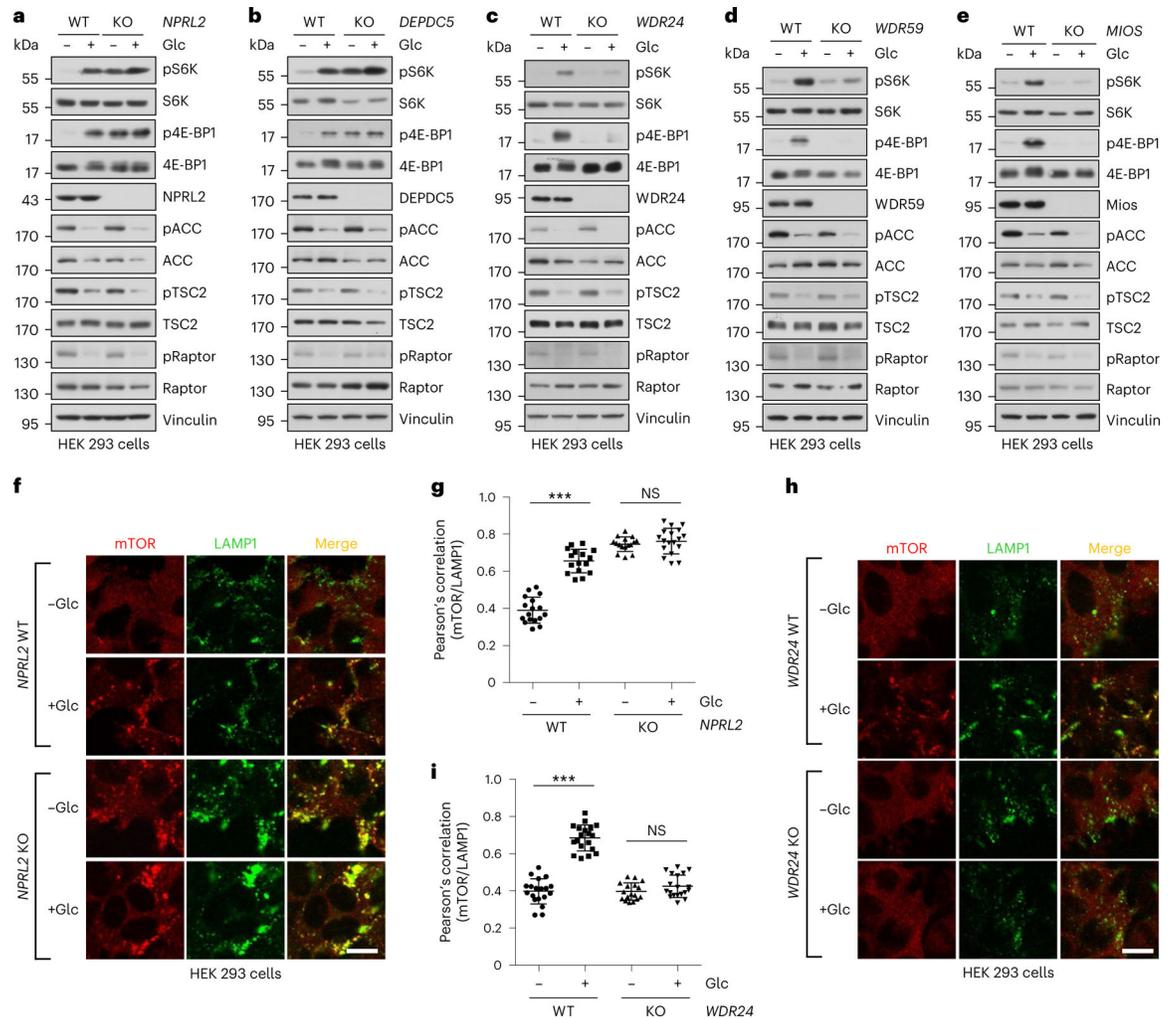 a
WT KO NPRL2
kDa – + – + Glc
55 pS6K
55 S6K
17 p4E-BP1
17 4E-BP1
43 NPRL2
170 pACC
170 ACC
170 pTSC2
170 TSC2
130 pRaptor
130 Raptor
95 Vinculin
HEK 293 cells
b
WT KO DEPDC5
kDa – + – + Glc
55 pS6K
55 S6K
17 p4E-BP1
17 4E-BP1
170 DEPDC5
170 pACC
170 ACC
170 pTSC2
170 TSC2
130 pRaptor
130 Raptor
95 Vinculin
HEK 293 cells
c
WT KO WDR24
kDa – + – + Glc
55 pS6K
55 S6K
17 p4E-BP1
17 4E-BP1
95 WDR24
170 pACC
170 ACC
170 pTSC2
170 TSC2
130 pRaptor
130 Raptor
95 Vinculin
HEK 293 cells
d
WT KO WDR59
kDa – + – + Glc
55 pS6K
55 S6K
17 p4E-BP1
17 4E-BP1
95 WDR59
170 pACC
170 ACC
170 pTSC2
170 TSC2
130 pRaptor
130 Raptor
95 Vinculin
HEK 293 cells
e
WT KO MIOS
kDa – + – + Glc
55 pS6K
55 S6K
17 p4E-BP1
17 4E-BP1
95 Mios
170 pACC
170 ACC
170 pTSC2
170 TSC2
130 pRaptor
130 Raptor
95 Vinculin
HEK 293 cells
f
mTOR LAMP1 Merge
NPRL2 WT
–Glc
+Glc
NPRL2 KO
–Glc
+Glc
HEK 293 cells
g
Pearson's correlation
(mTOR/LAMP1)
1.0
0.8
0.6
0.4
0.2
0
*** NS
– + – + Glc
WT KO NPRL2
h
mTOR LAMP1 Merge
WDR24 WT
–Glc
+Glc
WDR24 KO
–Glc
+Glc
HEK 293 cells
i
Pearson's correlation
(mTOR/LAMP1)
1.0
0.8
0.6
0.4
0.2
0
*** NS
– + – + Glc
WT KO WDR24